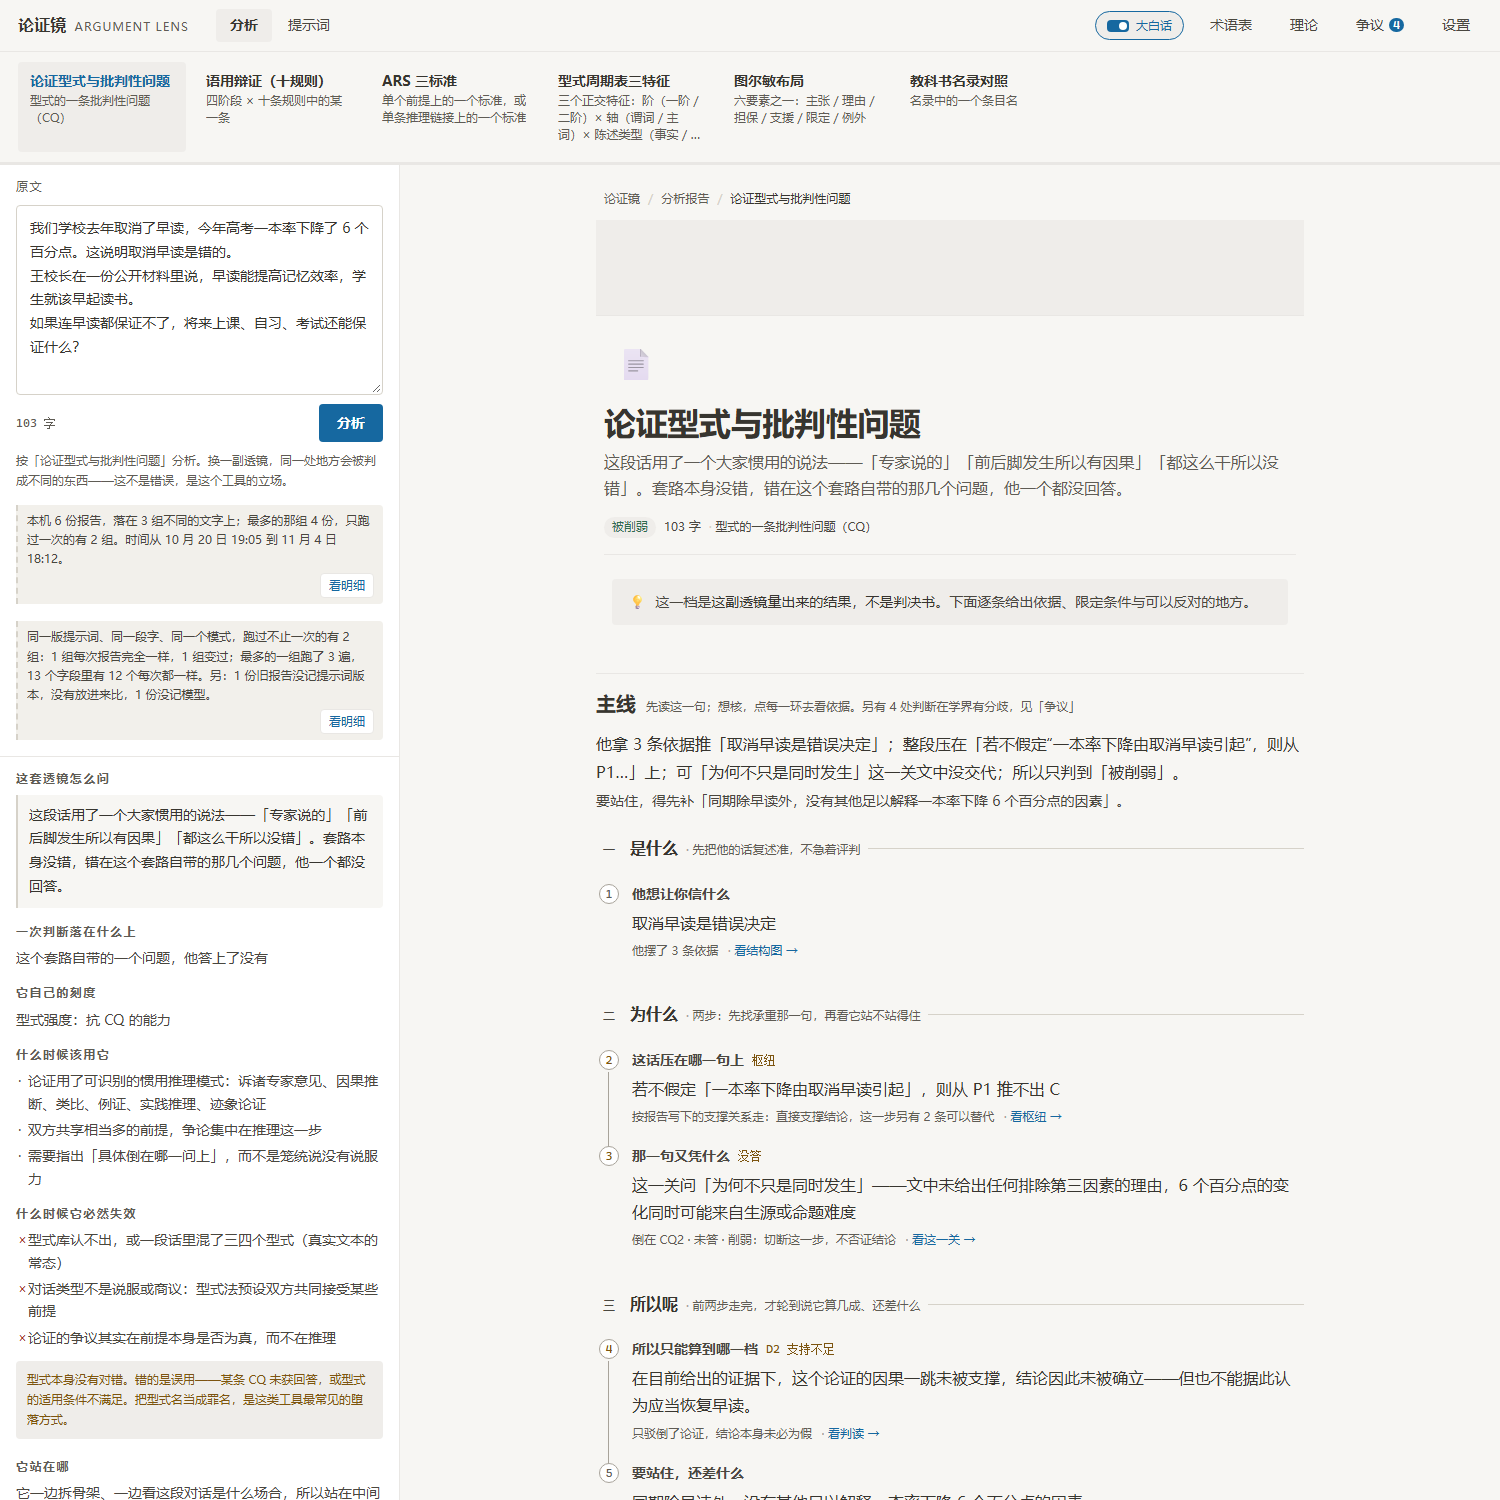 论证镜 ARGUMENT LENS 分析 提示词 大白话 术语表 理论 争议 4 设置
论证型式与批判性问题
型式的一条批判性问题
（CQ）
语用辩证（十规则）
四阶段 × 十条规则中的某
一条
ARS 三标准
单个前提上的一个标准，或
单条推理链接上的一个标准
型式周期表三特征
三个正交特征：阶（一阶 /
二阶）× 轴（谓词 / 主
词）× 陈述类型（事实 / ...
图尔敏布局
六要素之一：主张 / 理由 /
担保 / 支援 / 限定 / 例外
教科书名录对照
名录中的一个条目名
原文
我们学校去年取消了早读，今年高考一本率下降了 6 个
百分点。这说明取消早读是错的。
王校长在一份公开材料里说，早读能提高记忆效率，学
生就该早起读书。
如果连早读都保证不了，将来上课、自习、考试还能保
证什么？
103 字
分析
按「论证型式与批判性问题」分析。换一副透镜，同一处地方会被判
成不同的东西——这不是错误，是这个工具的立场。
本机 6 份报告，落在 3 组不同的文字上；最多的那组 4 份，只跑
过一次的有 2 组。时间从 10 月 20 日 19:05 到 11 月 4 日
18:12。
看明细
同一版提示词、同一段字、同一个模式，跑过不止一次的有 2
组：1 组每次报告完全一样，1 组变过；最多的一组跑了 3 遍，
13 个字段里有 12 个每次都一样。另：1 份旧报告没记提示词版
本，没有放进来比，1 份没记模型。
看明细
这套透镜怎么问
这段话用了一个大家惯用的说法——「专家说的」「前
后脚发生所以有因果」「都这么干所以没错」。套路本
身没错，错在这个套路自带的那几个问题，他一个都没
回答。
一次判断落在什么上
这个套路自带的一个问题，他答上了没有
它自己的刻度
型式强度：抗 CQ 的能力
什么时候该用它
· 论证用了可识别的惯用推理模式：诉诸专家意见、因果推
断、类比、例证、实践推理、迹象论证
· 双方共享相当多的前提，争论集中在推理这一步
· 需要指出「具体倒在哪一问上」，而不是笼统说没有说服
力
什么时候它必然失效
× 型式库认不出，或一段话里混了三四个型式（真实文本的
常态）
× 对话类型不是说服或商议：型式法预设双方共同接受某些
前提
× 论证的争议其实在前提本身是否为真，而不在推理
型式本身没有对错。错的是误用——某条 CQ 未获回答，或型式
的适用条件不满足。把型式名当成罪名，是这类工具最常见的堕
落方式。
它站在哪
它一边拆骨架、一边看这段对话是什么场合，所以站在中间
论证镜 / 分析报告 / 论证型式与批判性问题
论证型式与批判性问题
这段话用了一个大家惯用的说法——「专家说的」「前后脚发生所以有因果」「都这么干所以没
错」。套路本身没错，错在这个套路自带的那几个问题，他一个都没回答。
被削弱 103 字 · 型式的一条批判性问题（CQ）
这一档是这副透镜量出来的结果，不是判决书。下面逐条给出依据、限定条件与可以反对的地方。
主线 先读这一句；想核，点每一环去看依据。另有 4 处判断在学界有分歧，见「争议」
他拿 3 条依据推「取消早读是错误决定」；整段压在「若不假定“一本率下降由取消早读引起”，则从
P1…」上；可「为何不只是同时发生」这一关文中没交代；所以只判到「被削弱」。
要站住，得先补「同期除早读外，没有其他足以解释一本率下降 6 个百分点的因素」。
一 是什么 · 先把他的话复述准，不急着评判
1 他想让你信什么
取消早读是错误决定
他摆了 3 条依据 · 看结构图 →
二 为什么 · 两步：先找承重那一句，再看它站不站得住
2 这话压在哪一句上 枢纽
若不假定「一本率下降由取消早读引起」，则从 P1 推不出 C
按报告写下的支撑关系走：直接支撑结论，这一步另有 2 条可以替代 · 看枢纽 →
3 那一句又凭什么 没答
这一关问「为何不只是同时发生」——文中未给出任何排除第三因素的理由，6 个百分点的变
化同时可能来自生源或命题难度
倒在 CQ2 · 未答 · 削弱：切断这一步，不否证结论 · 看这一关 →
三 所以呢 · 前两步走完，才轮到说它算几成、还差什么
4 所以只能算到哪一档 D2 支持不足
在目前给出的证据下，这个论证的因果一跳未被支撑，结论因此未被确立——但也不能据此认
为应当恢复早读。
只驳倒了论证，结论本身未必为假 · 看判读 →
5 要站住，还差什么
同期除早读外，没有其他足以解释一本率下降 6 个百分点的因素